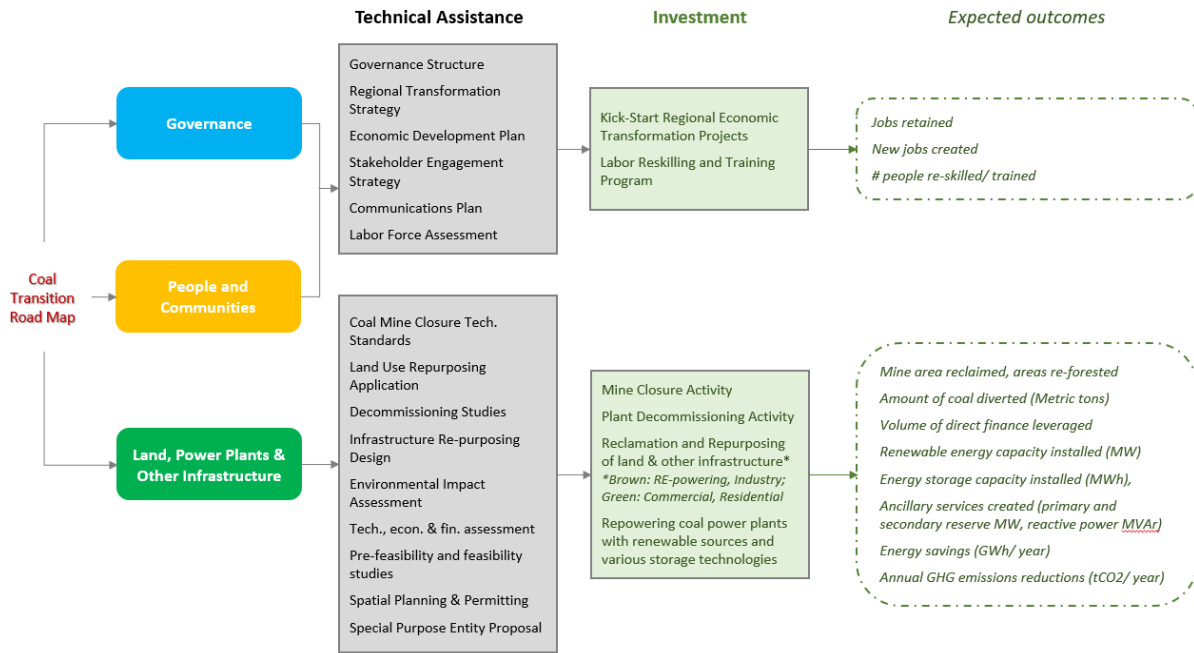 Technical Assistance
Investment
Expected outcomes
Coal
Transition
Road Map
Governance
People and
Communities
Land, Power Plants &
Other Infrastructure
Governance Structure
Regional Transformation
Strategy
Economic Development Plan
Stakeholder Engagement
Strategy
Communications Plan
Labor Force Assessment
Kick-Start Regional Economic
Transformation Projects
Labor Reskilling and Training
Program
Jobs retained
New jobs created
# people re-skilled/ trained
Coal Mine Closure Tech.
Standards
Land Use Repurposing
Application
Decommissioning Studies
Infrastructure Re-purposing
Design
Environmental Impact
Assessment
Tech., econ. & fin. assessment
Pre-feasibility and feasibility
studies
Spatial Planning & Permitting
Special Purpose Entity Proposal
Mine Closure Activity
Plant Decommissioning Activity
Reclamation and Repurposing
of land & other infrastructure*
*Brown: RE-powering, Industry;
Green: Commercial, Residential
Repowering coal power plants
with renewable sources and
various storage technologies
Mine area reclaimed, areas re-forested
Amount of coal diverted (Metric tons)
Volume of direct finance leveraged
Renewable energy capacity installed (MW)
Energy storage capacity installed (MWh),
Ancillary services created (primary and
secondary reserve MW, reactive power MVAr)
Energy savings (GWh/ year)
Annual GHG emissions reductions (tCO2/ year)